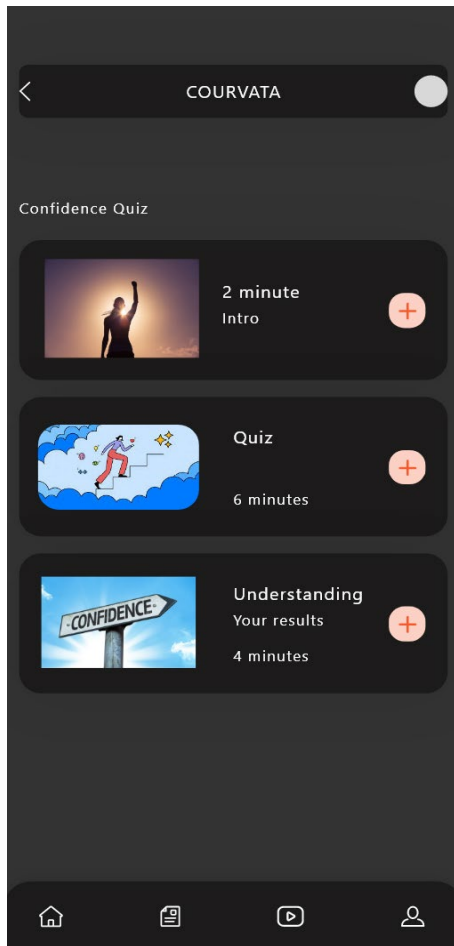 COURVATA
Confidence Quiz
2 minute
Intro
Quiz
6 minutes
CONFIDENCE
Understanding
Your results
4 minutes